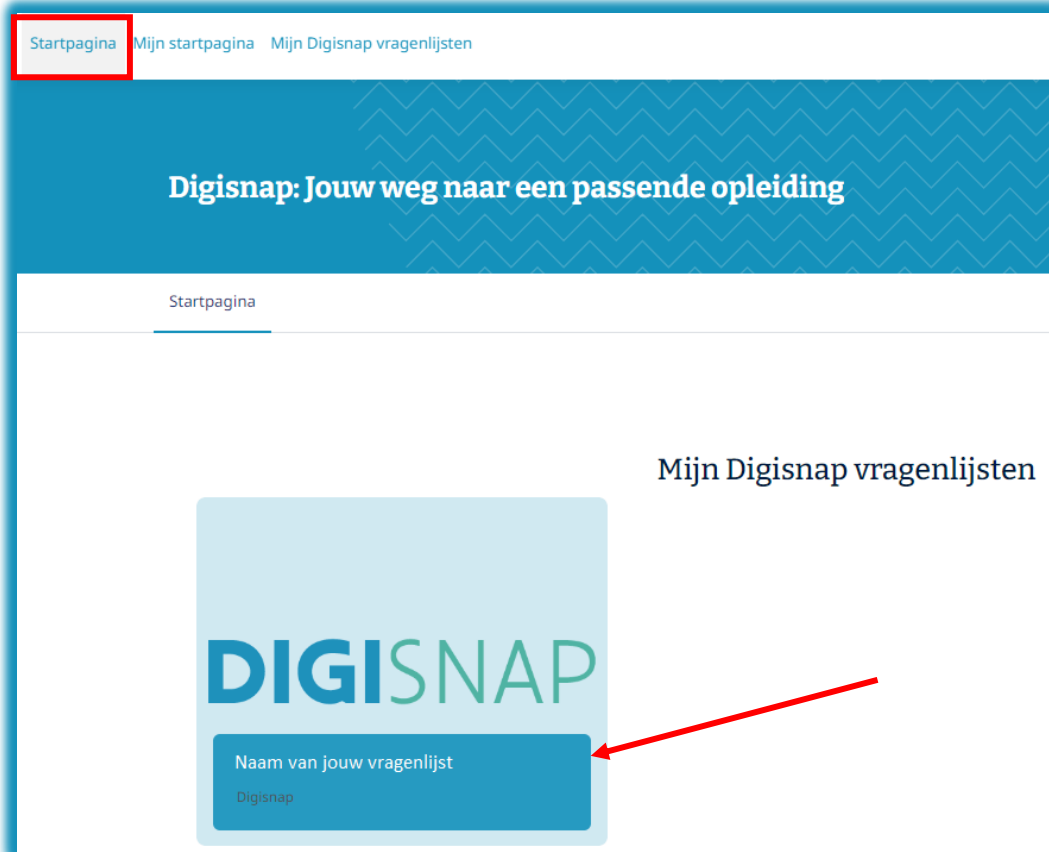 Startpagina Mijn startpagina Mijn Digisnap vragenlijsten
Digisnap: Jouw weg naar een passende opleiding
Startpagina
Mijn Digisnap vragenlijsten
DIGISNAP
Naam van jouw vragenlijst
Digisnap